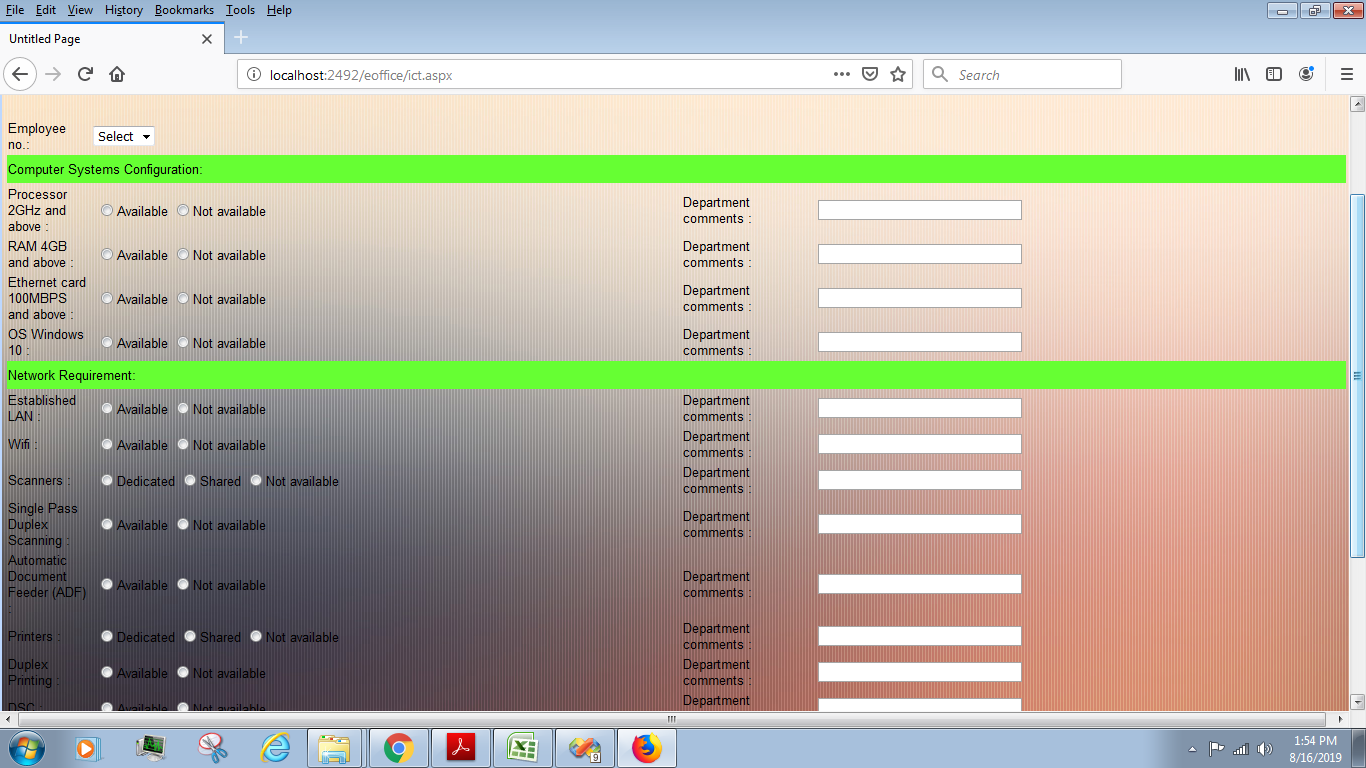 File Edit View History Bookmarks Tools Help
Untitled Page
localhost:2492/eoffice/ict.aspx
Search
Employee
no.:
Select
Computer Systems Configuration:
Processor
2GHz and
above :
Available Not available
Department
comments :
RAM 4GB
and above :
Available Not available
Department
comments :
Ethernet card
100MBPS
and above :
Available Not available
Department
comments :
OS Windows
10 :
Available Not available
Department
comments :
Network Requirement:
Established
LAN :
Available Not available
Department
comments :
Wifi :
Available Not available
Department
comments :
Scanners :
Dedicated Shared Not available
Department
comments :
Single Pass
Duplex
Scanning :
Available Not available
Department
comments :
Automatic
Document
Feeder (ADF)
:
Available Not available
Department
comments :
Printers :
Dedicated Shared Not available
Department
comments :
Duplex
Printing :
Available Not available
Department
comments :
DSC :
Available Not available
Department
9
1:54 PM
8/16/2019